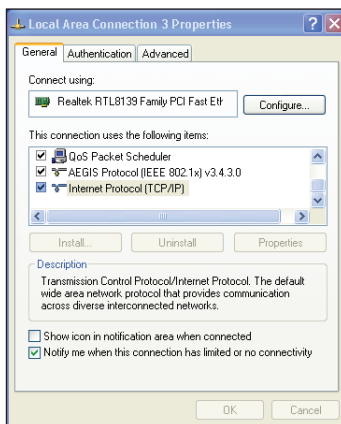 Local Area Connection 3 Properties
General Authentication Advanced
Connect using:
Realtek RTL8139 Family PCI Fast Eth
Configure...
This connection uses the following items:
QoS Packet Scheduler
AEGIS Protocol (IEEE 802.1x) v3.4.3.0
Internet Protocol (TCP/IP)
Install... Uninstall Properties
Description
Transmission Control Protocol/Internet Protocol. The default
wide area network protocol that provides communication
across diverse interconnected networks.
Show icon in notification area when connected
Notify me when this connection has limited or no connectivity
OK Cancel